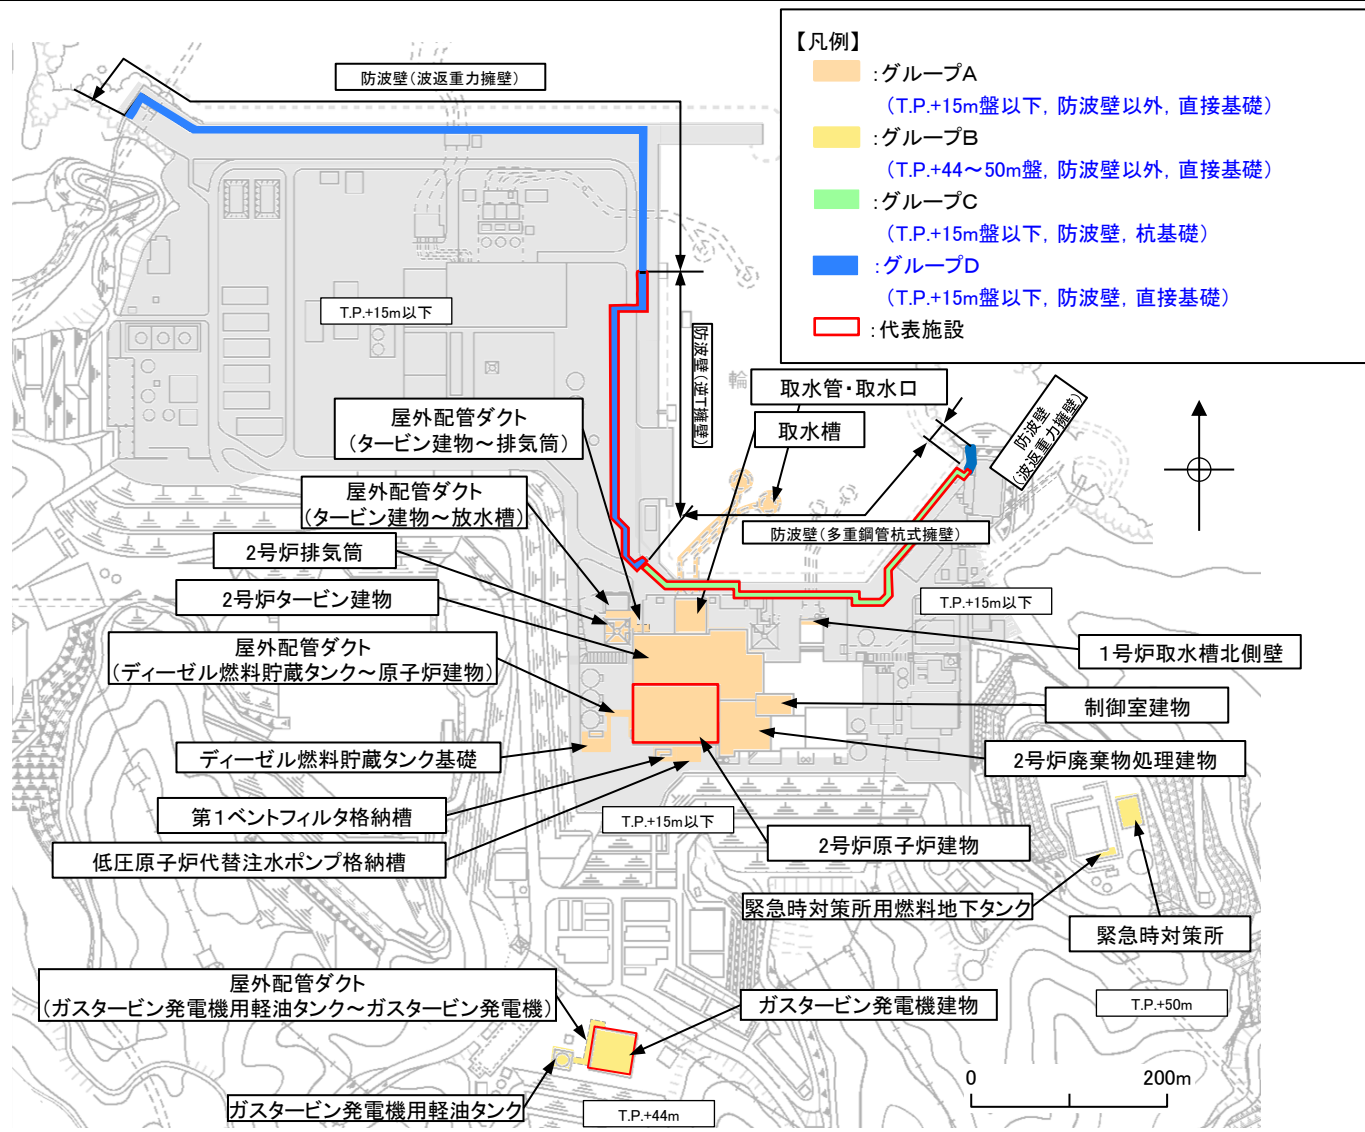 【凡例】
:グループA
(T.P.+15m盤以下, 防波壁以外, 直接基礎)
:グループB
(T.P.+44～50m盤, 防波壁以外, 直接基礎)
:グループC
(T.P.+15m盤以下, 防波壁, 杭基礎)
:グループD
(T.P.+15m盤以下, 防波壁, 直接基礎)
:代表施設
防波壁(波返重力擁壁)
T.P.+15m以下
防波壁(逆T擁壁)
輪
取水管・取水口
取水槽
防波壁
(波返重力擁壁)
屋外配管ダクト
(タービン建物～排気筒)
屋外配管ダクト
(タービン建物～放水槽)
防波壁(多重鋼管杭式擁壁)
2号炉排気筒
2号炉タービン建物
T.P.+15m以下
屋外配管ダクト
(ディーゼル燃料貯蔵タンク～原子炉建物)
1号炉取水槽北側壁
制御室建物
ディーゼル燃料貯蔵タンク基礎
2号炉廃棄物処理建物
第1ベントフィルタ格納槽
T.P.+15m以下
2号炉原子炉建物
低圧原子炉代替注水ポンプ格納槽
緊急時対策所用燃料地下タンク
緊急時対策所
屋外配管ダクト
(ガスタービン発電機用軽油タンク～ガスタービン発電機)
ガスタービン発電機建物
T.P.+50m
ガスタービン発電機用軽油タンク
T.P.+44m
0
200m